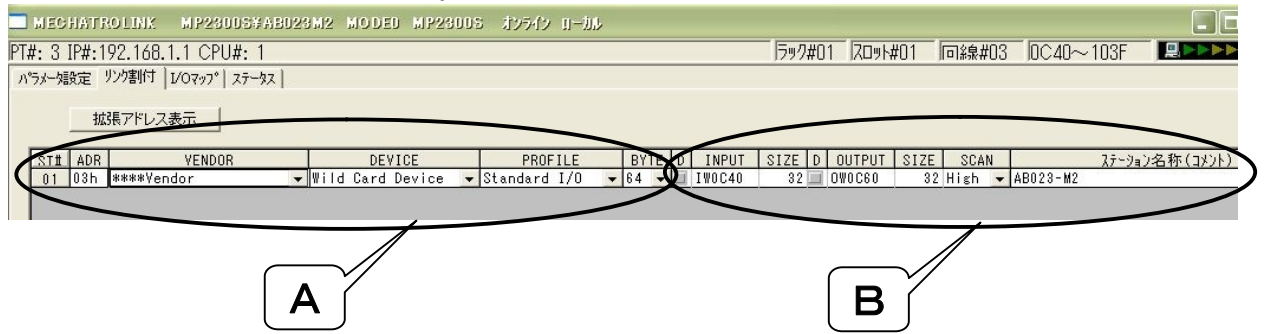 MECHATROLINK MP2300S¥AB023M2 MODED MP2300S オンライン ローカル
PT#: 3 IP#:192.168.1.1 CPU#: 1 ラック#01 スロット#01 回線#03 0C40～103F
パラメータ設定 リンク割付 I/Oマップ ステータス
拡張アドレス表示
ST# ADR VENDOR DEVICE PROFILE BYTE D INPUT SIZE D OUTPUT SIZE SCAN ステーション名称(コメント)
01 03h ****Vendor Wild Card Device Standard I/O 64 IW0C40 32 OW0C60 32 High AB023-M2
A B